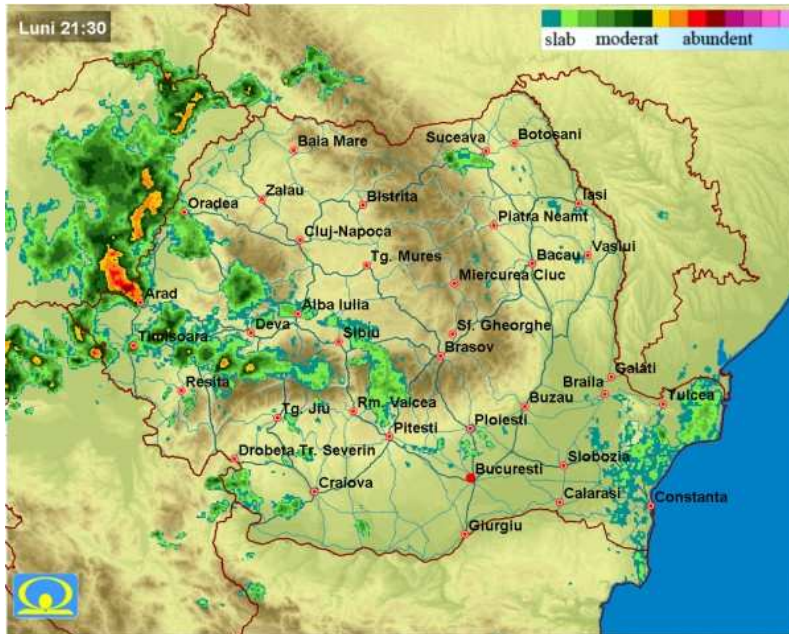 Luni 21:30
slab moderat abundent
Suceava
Botosani
Baia Mare
Zalau
Bistrita
Iasi
Oradea
Piatra Neamt
Cluj-Napoca
Tg. Mures
Bacau
Vaslui
Miercurea Ciuc
Arad
Alba Iulia
Timisoara
Deva
Sibiu
Sf. Gheorghe
Brasov
Resita
Galati
Braila
Tulcea
Tg. Jiu
Rm. Valcea
Buzau
Ploiesti
Pitesti
Drobeta Tr. Severin
Slobozia
Bucuresti
Craiova
Calarasi
Constanta
Giurgiu